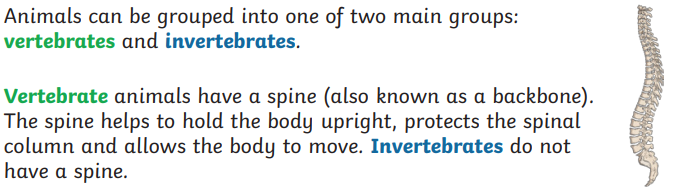 Animals can be grouped into one of two main groups:
vertebrates and invertebrates.
Vertebrate animals have a spine (also known as a backbone).
The spine helps to hold the body upright, protects the spinal
column and allows the body to move. Invertebrates do not
have a spine.